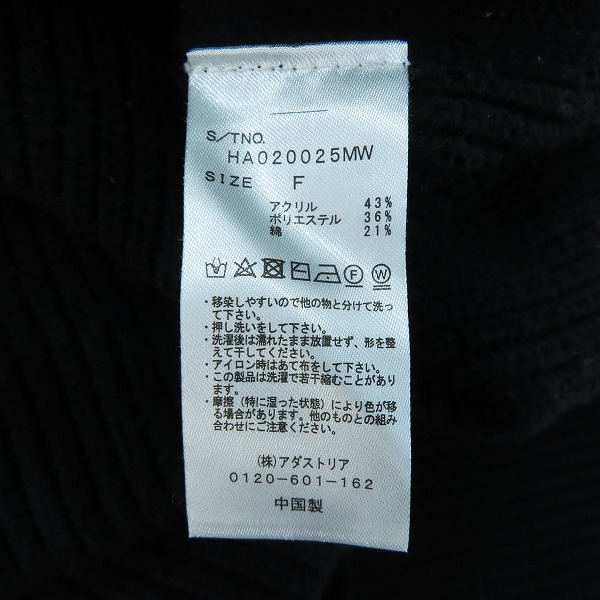 S/TNO.
HA020025MW
SIZE F
アクリル 43%
ポリエステル 36%
綿 21%
F W
・移染しやすいので他の物と分けて洗っ
て下さい。
・押し洗いをして下さい。
・洗濯後は濡れたまま放置せず、形を整
えて干してください。
・アイロン時はあて布をして下さい。
・この製品は洗濯で若干縮むことがあり
ます。
・摩擦（特に湿った状態）により色が移
る場合があります。他のものとの組み
合わせにご注意ください。
(株)アダストリア
0120-601-162
中国製